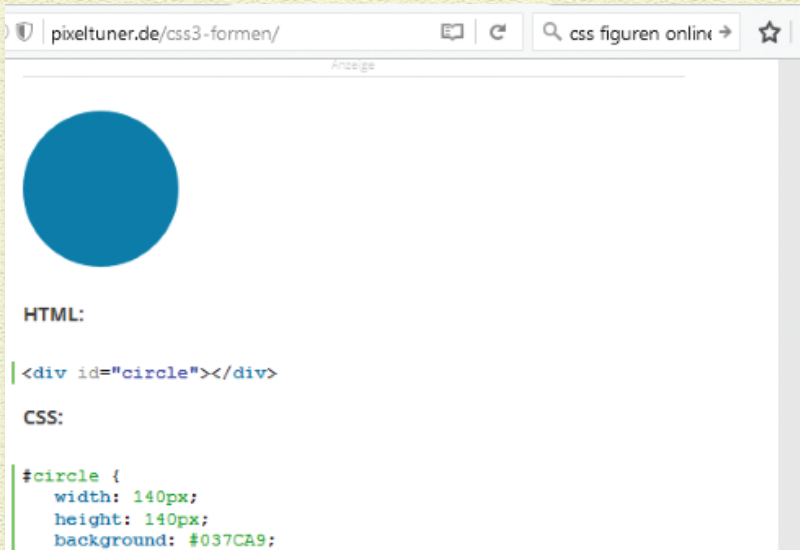 pixeltuner.de/css3-formen/
css figuren online
Anzeige
HTML:
<div id="circle"></div>
CSS:
#circle {
width: 140px;
height: 140px;
background: #037CA9;